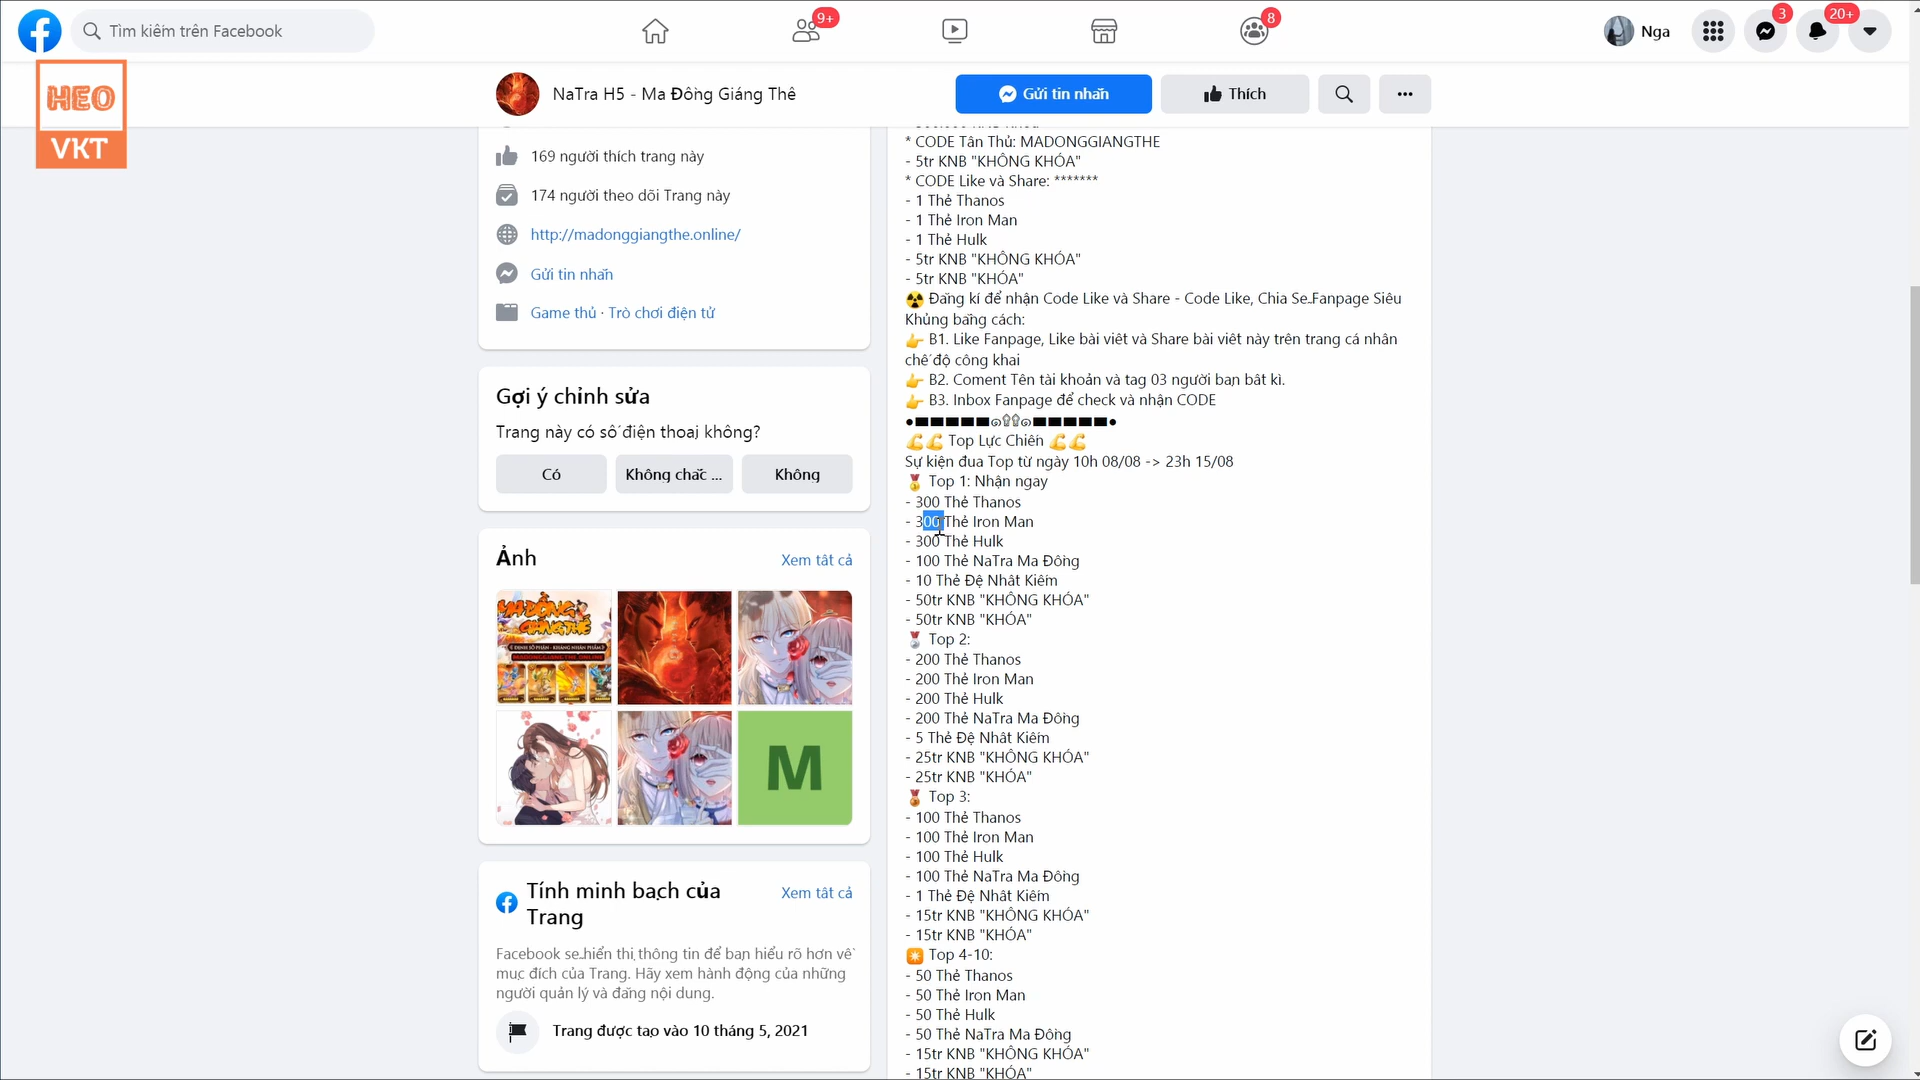 Tìm kiếm trên Facebook
9+
8
Nga
3
20+
HEO
VKT
NaTra H5 - Ma Đồng Giáng Thế
Gửi tin nhắn
Thích
169 người thích trang này
174 người theo dõi Trang này
http://madonggiangthe.online/
Gửi tin nhắn
Game thủ · Trò chơi điện tử
Gợi ý chỉnh sửa
Trang này có số điện thoại không?
Có
Không chắc ...
Không
Ảnh
Xem tất cả
MA ĐỒNG
GIÁNG THẾ
M
Tính minh bạch của
Trang
Xem tất cả
Facebook sẽ hiển thị thông tin để bạn hiểu rõ hơn về
mục đích của Trang. Hãy xem hành động của những
người quản lý và đăng nội dung.
Trang được tạo vào 10 tháng 5, 2021
* CODE Tân Thủ: MADONGGIANGTHE
- 5tr KNB "KHÔNG KHÓA"
* CODE Like và Share: *******
- 1 Thẻ Thanos
- 1 Thẻ Iron Man
- 1 Thẻ Hulk
- 5tr KNB "KHÔNG KHÓA"
- 5tr KNB "KHÓA"
☢️ Đăng kí để nhận Code Like và Share - Code Like, Chia Sẻ Fanpage Siêu
Khủng bằng cách:
👉 B1. Like Fanpage, Like bài viết và Share bài viết này trên trang cá nhân
chế độ công khai
👉 B2. Coment Tên tài khoản và tag 03 người bạn bất kì.
👉 B3. Inbox Fanpage để check và nhận CODE
●■■■■■๑۩۩๑■■■■■●
💪💪 Top Lực Chiến 💪💪
Sự kiện đua Top từ ngày 10h 08/08 -> 23h 15/08
🥇 Top 1: Nhận ngay
- 300 Thẻ Thanos
- 300 Thẻ Iron Man
- 300 Thẻ Hulk
- 100 Thẻ NaTra Ma Đồng
- 10 Thẻ Đệ Nhất Kiếm
- 50tr KNB "KHÔNG KHÓA"
- 50tr KNB "KHÓA"
🥈 Top 2:
- 200 Thẻ Thanos
- 200 Thẻ Iron Man
- 200 Thẻ Hulk
- 200 Thẻ NaTra Ma Đồng
- 5 Thẻ Đệ Nhất Kiếm
- 25tr KNB "KHÔNG KHÓA"
- 25tr KNB "KHÓA"
🥉 Top 3:
- 100 Thẻ Thanos
- 100 Thẻ Iron Man
- 100 Thẻ Hulk
- 100 Thẻ NaTra Ma Đồng
- 1 Thẻ Đệ Nhất Kiếm
- 15tr KNB "KHÔNG KHÓA"
- 15tr KNB "KHÓA"
✴️ Top 4-10:
- 50 Thẻ Thanos
- 50 Thẻ Iron Man
- 50 Thẻ Hulk
- 50 Thẻ NaTra Ma Đồng
- 15tr KNB "KHÔNG KHÓA"
- 15tr KNB "KHÓA"